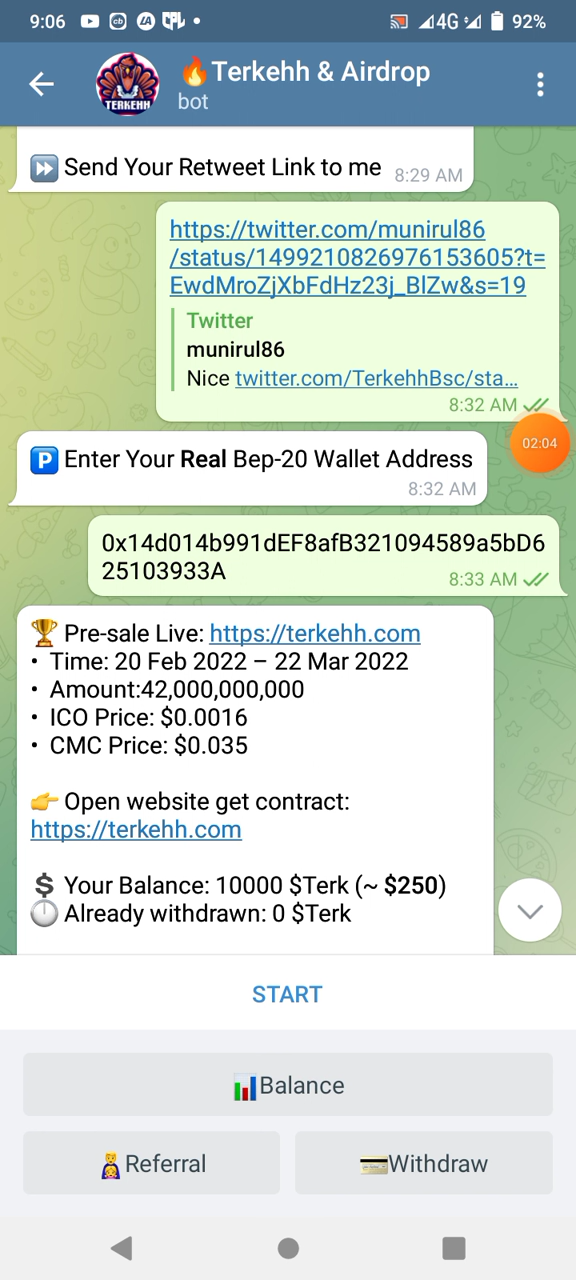 9:06
4G
92%
🔥Terkehh & Airdrop
bot
TERKEHH
⏩ Send Your Retweet Link to me 8:29 AM
https://twitter.com/munirul86
/status/1499210826976153605?t=
EwdMroZjXbFdHz23j_BlZw&s=19
Twitter
munirul86
Nice twitter.com/TerkehhBsc/sta...
8:32 AM
02:04
🅿️ Enter Your Real Bep-20 Wallet Address
8:32 AM
0x14d014b991dEF8afB321094589a5bD6
25103933A 8:33 AM
🏆 Pre-sale Live: https://terkehh.com
• Time: 20 Feb 2022 – 22 Mar 2022
• Amount:42,000,000,000
• ICO Price: $0.0016
• CMC Price: $0.035
👉 Open website get contract:
https://terkehh.com
💲 Your Balance: 10000 $Terk (~ $250)
⏲ Already withdrawn: 0 $Terk
START
📊Balance
👩‍👦Referral
💳Withdraw